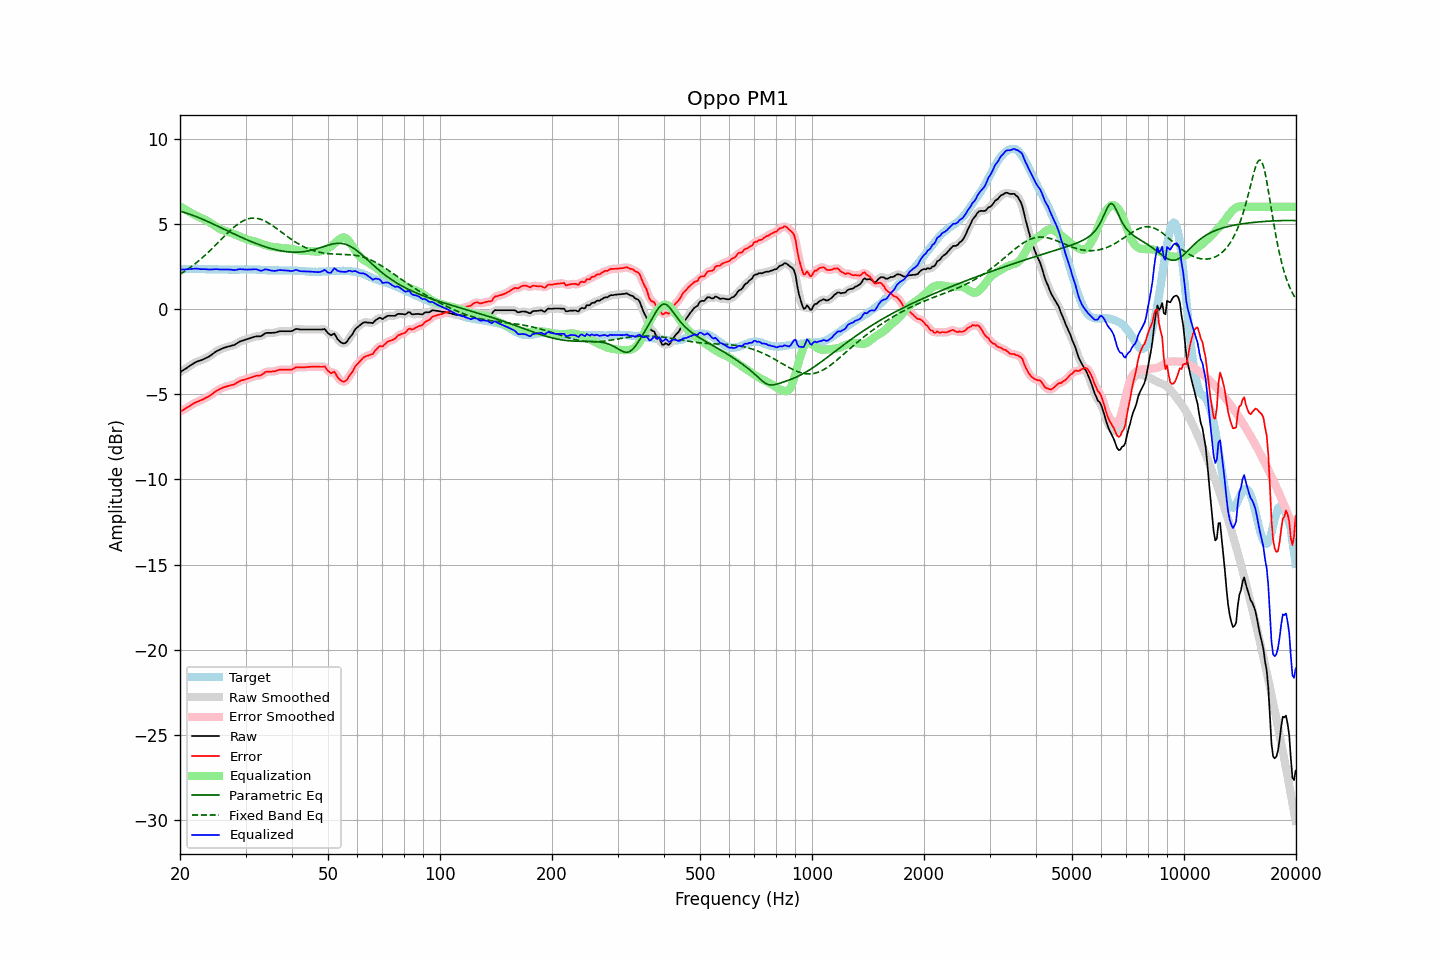 Oppo PM1
Amplitude (dBr)
10
5
0
−5
−10
−15
−20
−25
−30
Target
Raw Smoothed
Error Smoothed
Raw
Error
Equalization
Parametric Eq
Fixed Band Eq
Equalized
20 50 100 200 500 1000 2000 5000 10000 20000
Frequency (Hz)